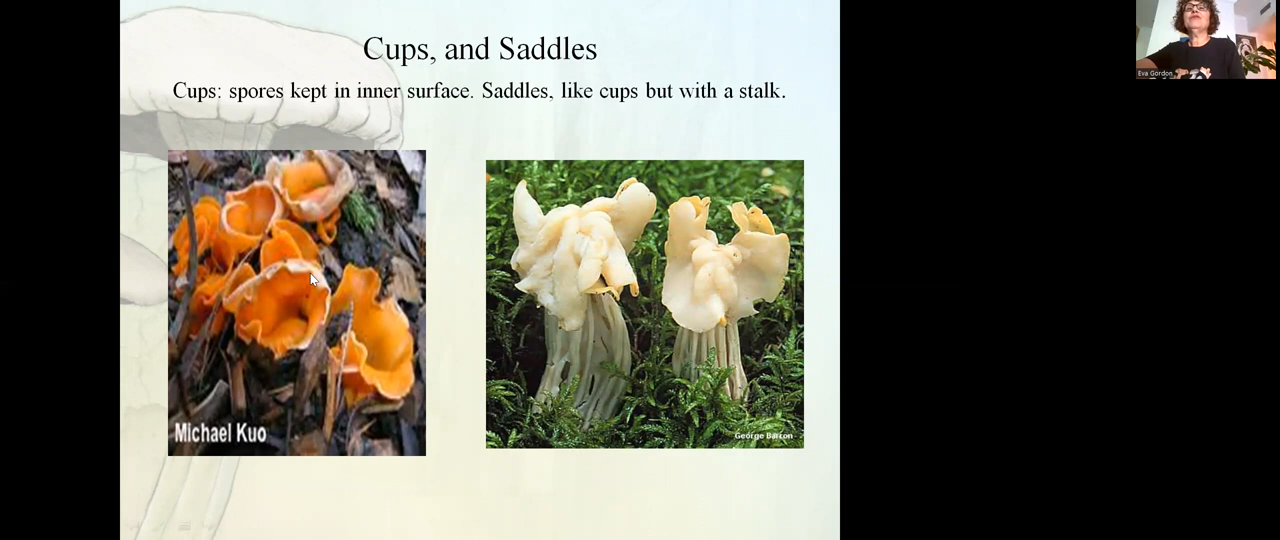 Cups, and Saddles
Cups: spores kept in inner surface. Saddles, like cups but with a stalk.
Michael Kuo
George Barron
Eva Gordon